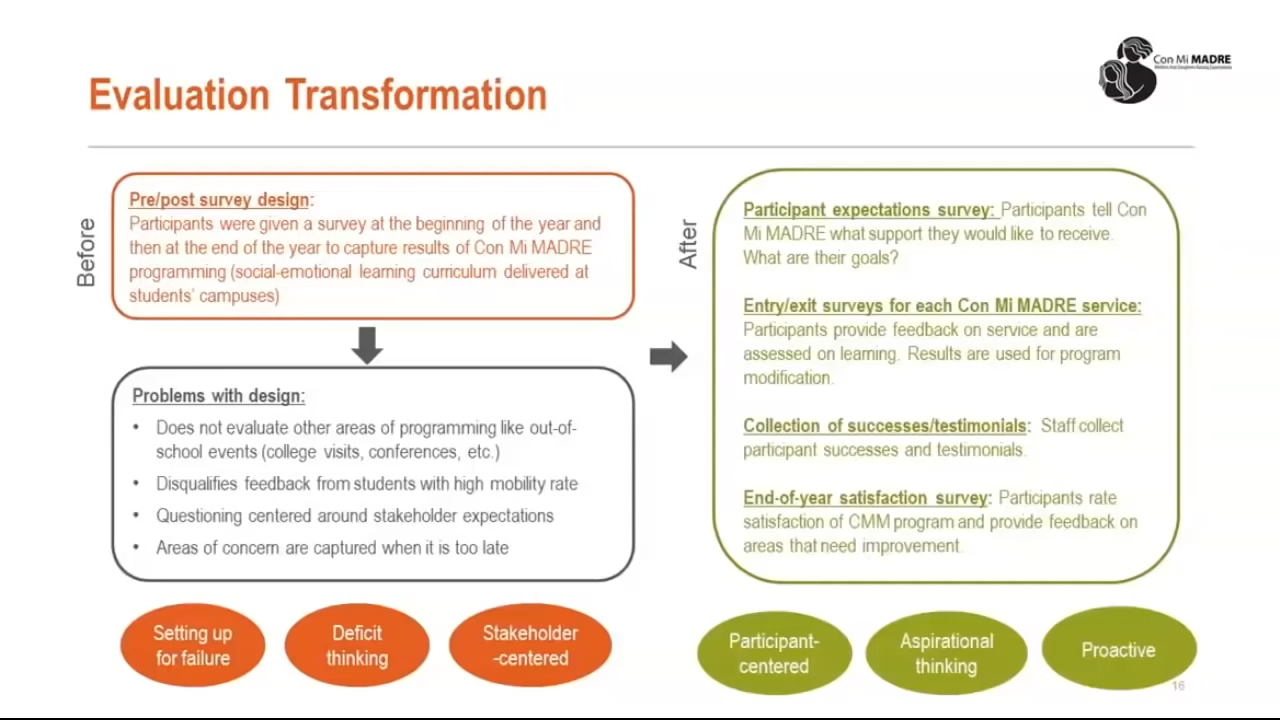 Evaluation Transformation
Con Mi MADRE
Before
Pre/post survey design:
Participants were given a survey at the beginning of the year and
then at the end of the year to capture results of Con Mi MADRE
programming (social-emotional learning curriculum delivered at
students' campuses)
Problems with design:
• Does not evaluate other areas of programming like out-of-
school events (college visits, conferences, etc.)
• Disqualifies feedback from students with high mobility rate
• Questioning centered around stakeholder expectations
• Areas of concern are captured when it is too late
Setting up
for failure
Deficit
thinking
Stakeholder
-centered
After
Participant expectations survey: Participants tell Con
Mi MADRE what support they would like to receive.
What are their goals?
Entry/exit surveys for each Con Mi MADRE service:
Participants provide feedback on service and are
assessed on learning. Results are used for program
modification.
Collection of successes/testimonials: Staff collect
participant successes and testimonials.
End-of-year satisfaction survey: Participants rate
satisfaction of CMM program and provide feedback on
areas that need improvement.
Participant-
centered
Aspirational
thinking
Proactive
16